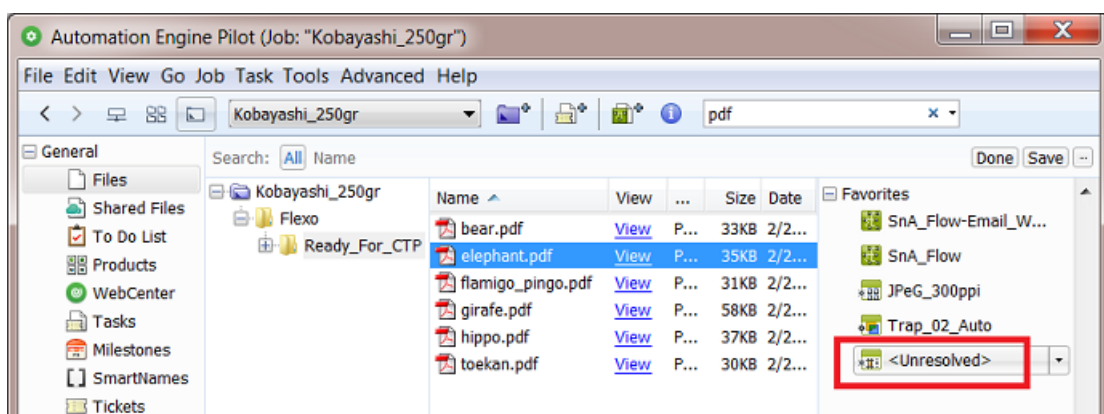 Automation Engine Pilot (Job: "Kobayashi_250gr")
File Edit View Go Job Task Tools Advanced Help
Kobayashi_250gr pdf
General
Files
Shared Files
To Do List
Products
WebCenter
Tasks
Milestones
SmartNames
Tickets
Search: All Name Done Save ...
Kobayashi_250gr
Flexo
Ready_For_CTP
Name View ... Size Date
bear.pdf View P... 33KB 2/2...
elephant.pdf View P... 35KB 2/2...
flamigo_pingo.pdf View P... 31KB 2/2...
girafe.pdf View P... 58KB 2/2...
hippo.pdf View P... 37KB 2/2...
toekan.pdf View P... 30KB 2/2...
Favorites
SnA_Flow-Email_W...
SnA_Flow
JPeG_300ppi
Trap_02_Auto
<Unresolved>